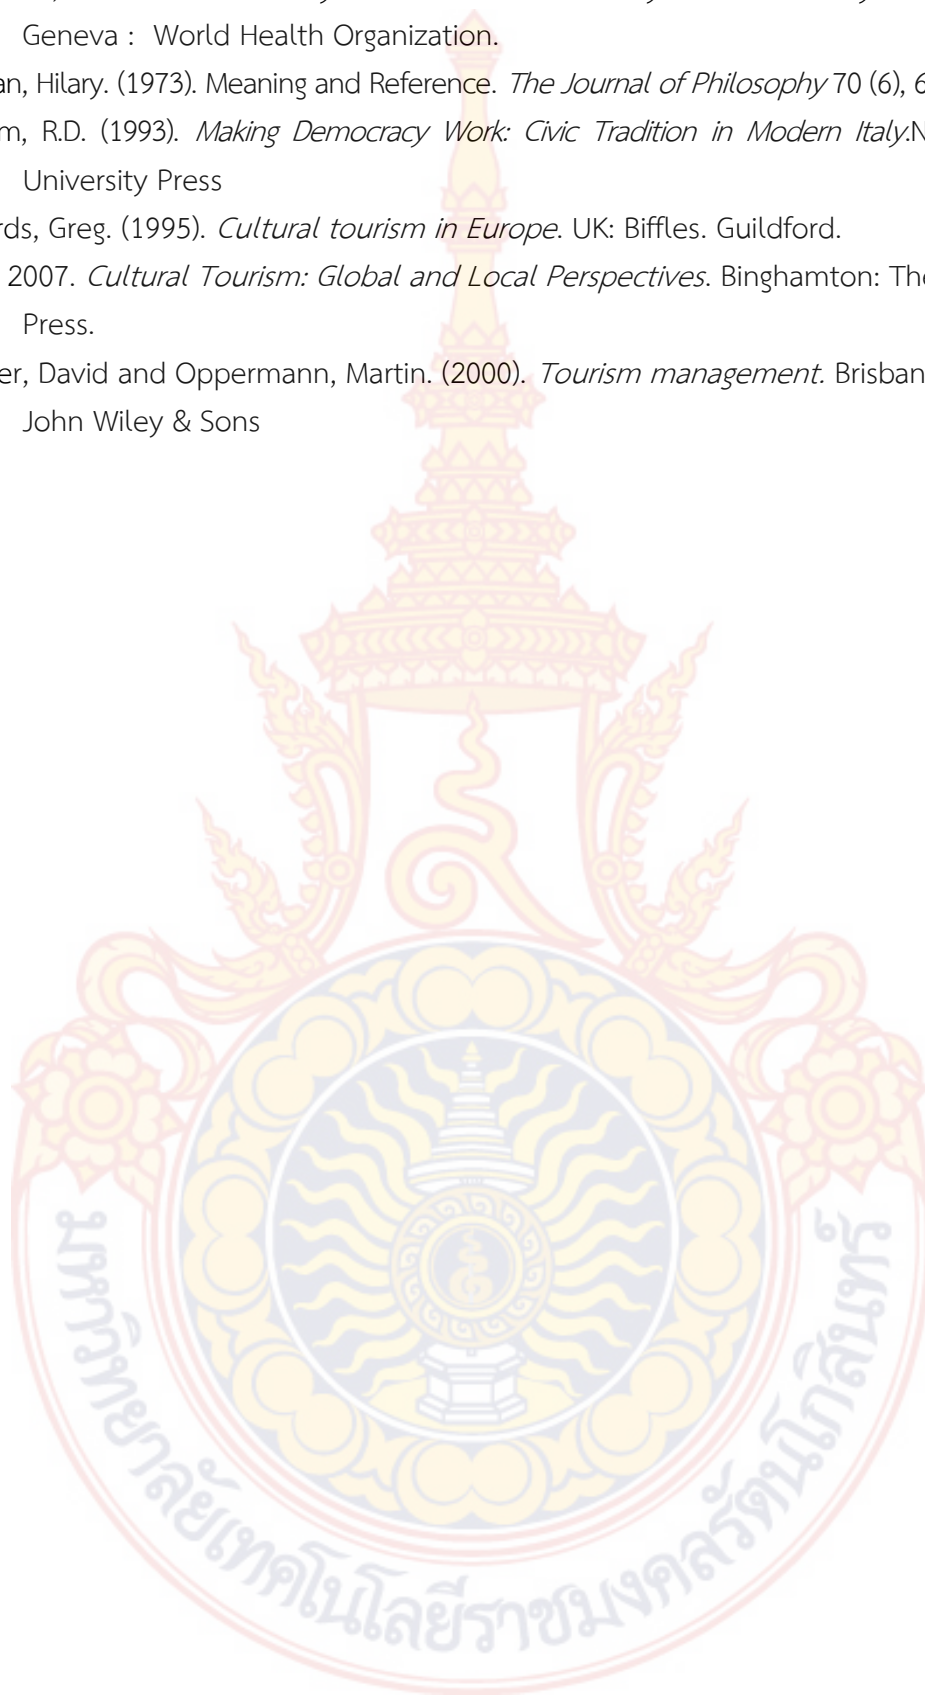 Geneva :  World Health Organization.
an, Hilary. (1973). Meaning and Reference. The Journal of Philosophy 70 (6), 6
m, R.D. (1993). Making Democracy Work: Civic Tradition in Modern Italy.N
University Press
rds, Greg. (1995). Cultural tourism in Europe. UK: Biffles. Guildford.
2007. Cultural Tourism: Global and Local Perspectives. Binghamton: The
Press.
er, David and Oppermann, Martin. (2000). Tourism management. Brisban
John Wiley & Sons
มหาวิทยาลัยเทคโนโลยีราชมงคลรัตนโกสินทร์